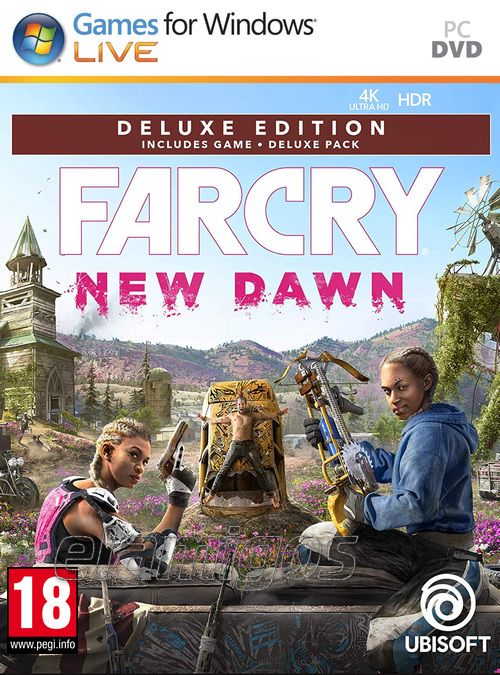 Games for Windows®
LIVE
PC
DVD
4K
ULTRA HD
HDR
DELUXE EDITION
INCLUDES GAME • DELUXE PACK
FARCRY®
NEW DAWN
elamigos
18
www.pegi.info
UBISOFT